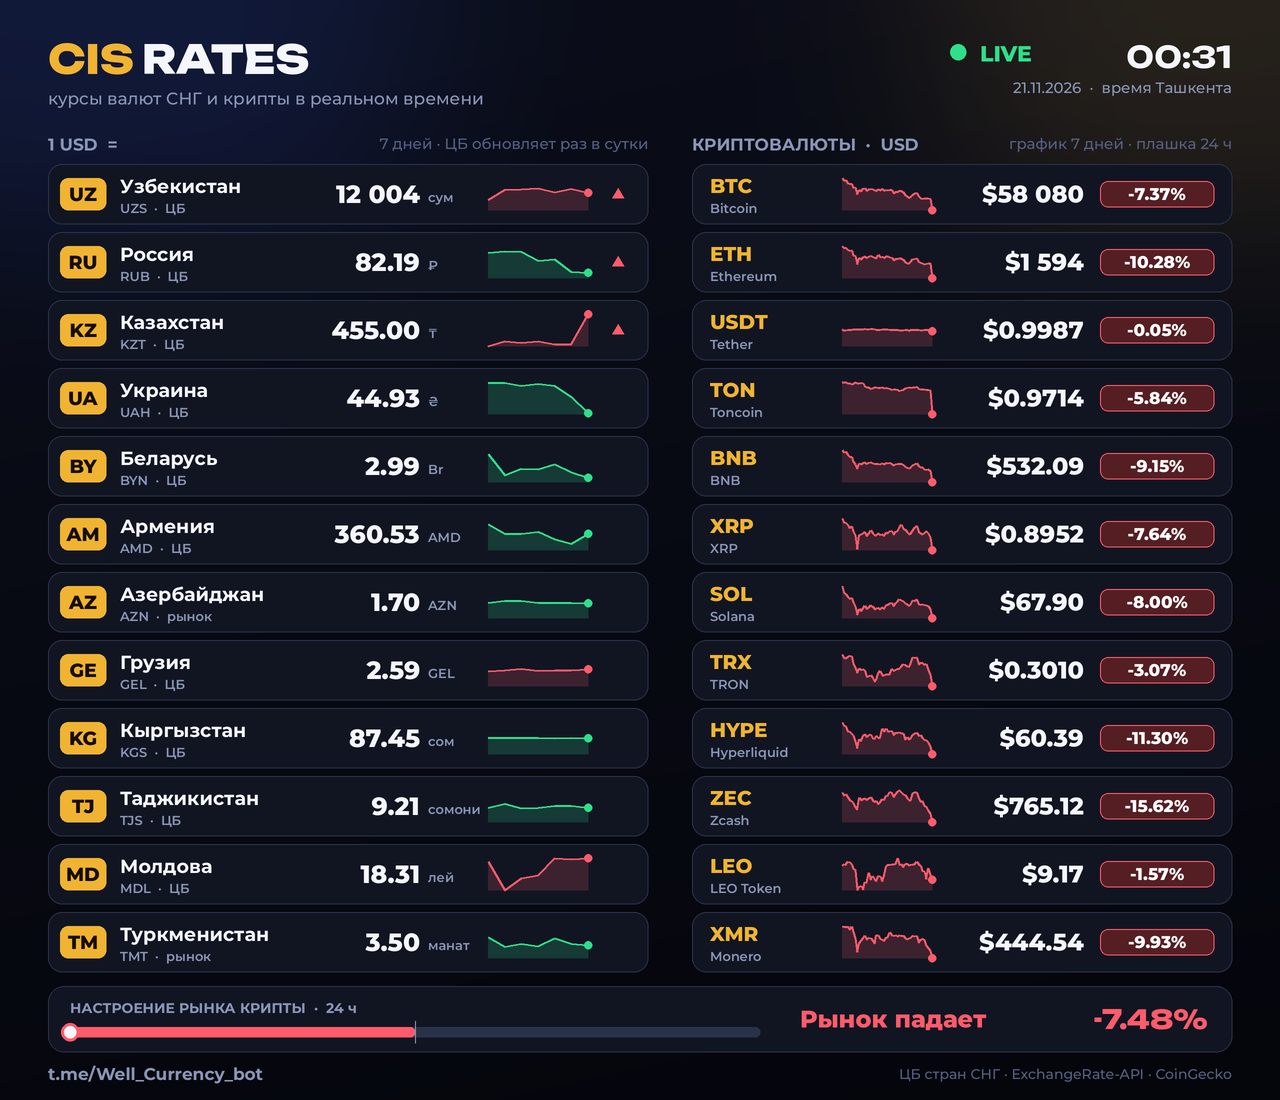 CIS RATES
курсы валют СНГ и крипты в реальном времени
LIVE 00:31
21.11.2026 · время Ташкента
1 USD =
7 дней · ЦБ обновляет раз в сутки
UZ Узбекистан 12 004 сум
UZS · ЦБ
RU Россия 82.19 ₽
RUB · ЦБ
KZ Казахстан 455.00 ₸
KZT · ЦБ
UA Украина 44.93 ₴
UAH · ЦБ
BY Беларусь 2.99 Br
BYN · ЦБ
AM Армения 360.53 AMD
AMD · ЦБ
AZ Азербайджан 1.70 AZN
AZN · рынок
GE Грузия 2.59 GEL
GEL · ЦБ
KG Кыргызстан 87.45 сом
KGS · ЦБ
TJ Таджикистан 9.21 сомони
TJS · ЦБ
MD Молдова 18.31 лей
MDL · ЦБ
TM Туркменистан 3.50 манат
TMT · рынок
КРИПТОВАЛЮТЫ · USD
график 7 дней · плашка 24 ч
BTC $58 080 -7.37%
Bitcoin
ETH $1 594 -10.28%
Ethereum
USDT $0.9987 -0.05%
Tether
TON $0.9714 -5.84%
Toncoin
BNB $532.09 -9.15%
BNB
XRP $0.8952 -7.64%
XRP
SOL $67.90 -8.00%
Solana
TRX $0.3010 -3.07%
TRON
HYPE $60.39 -11.30%
Hyperliquid
ZEC $765.12 -15.62%
Zcash
LEO $9.17 -1.57%
LEO Token
XMR $444.54 -9.93%
Monero
НАСТРОЕНИЕ РЫНКА КРИПТЫ · 24 ч
Рынок падает -7.48%
t.me/Well_Currency_bot
ЦБ стран СНГ · ExchangeRate-API · CoinGecko